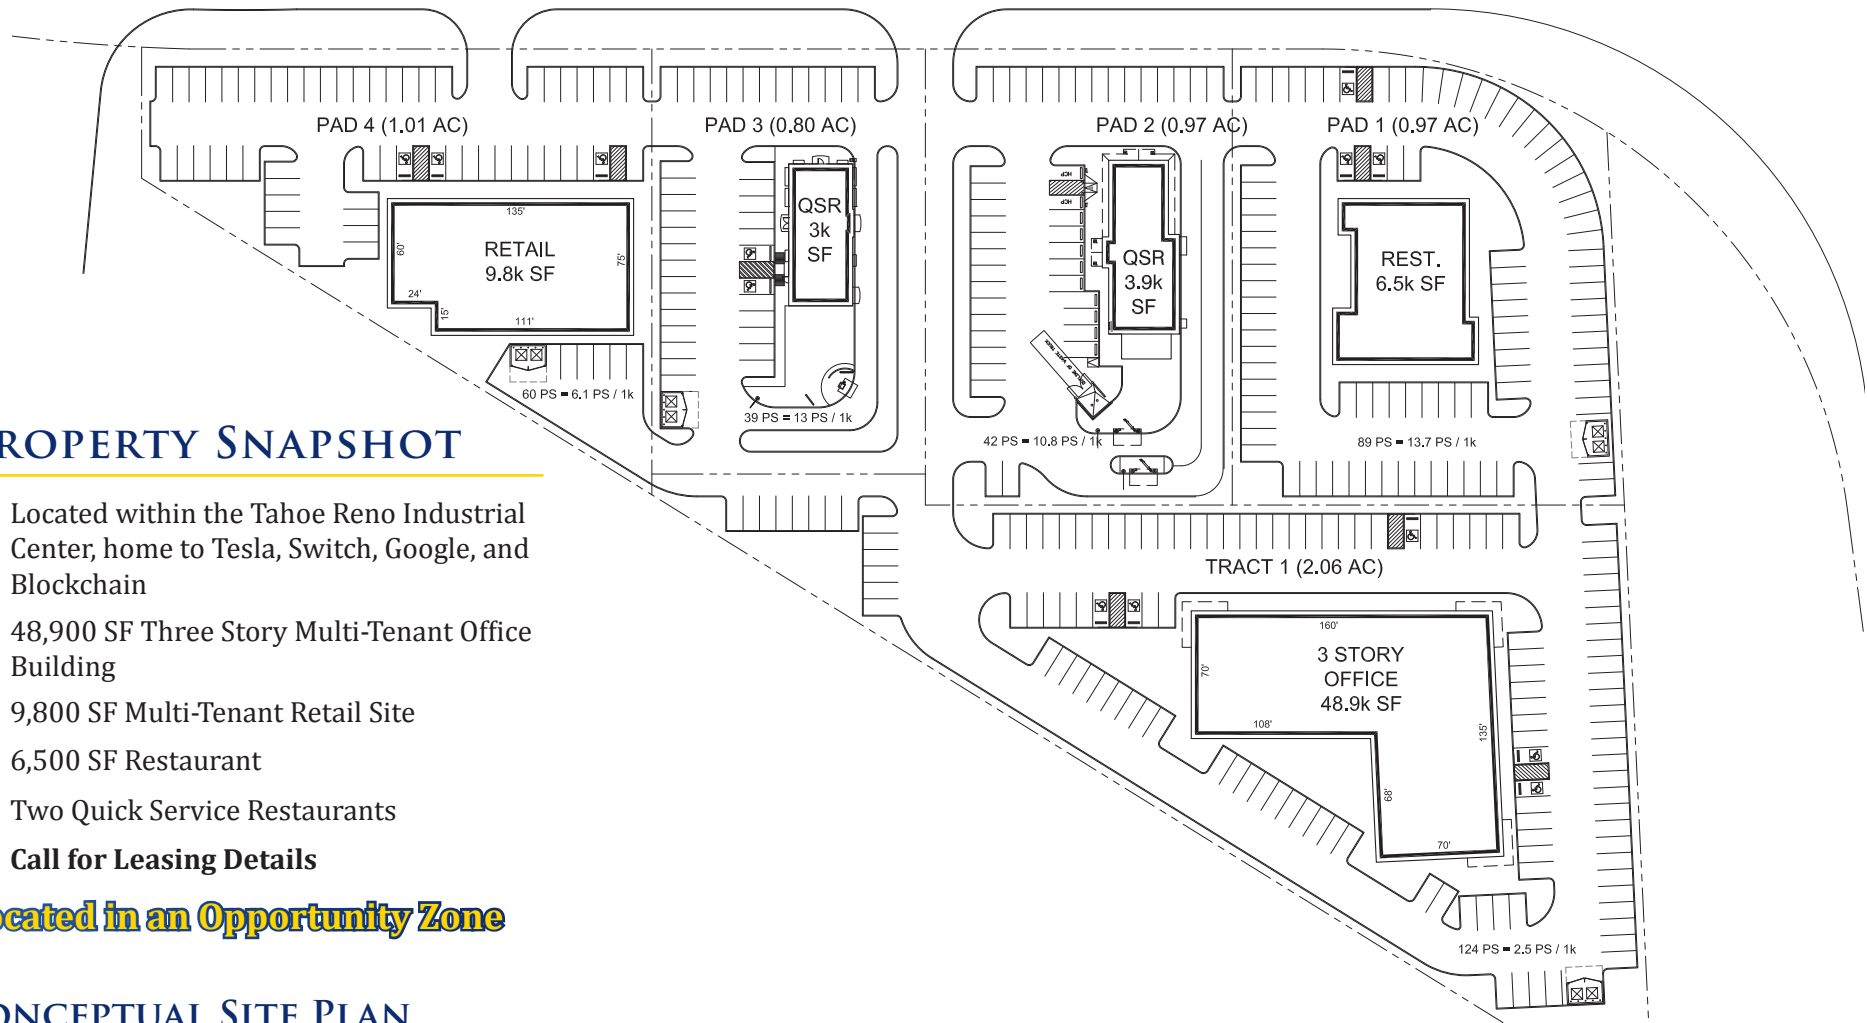 PAD 4 (1.01 AC)
PAD 3 (0.80 AC)
PAD 2 (0.97 AC)
PAD 1 (0.97 AC)
135'
60'
RETAIL
9.8k SF
75'
24'
15'
111'
60 PS = 6.1 PS / 1k
QSR
3k
SF
39 PS = 13 PS / 1k
HCP
HCP
QSR
3.9k
SF
42 PS = 10.8 PS / 1k
REST.
6.5k SF
89 PS = 13.7 PS / 1k
TRACT 1 (2.06 AC)
160'
70'
3 STORY
OFFICE
48.9k SF
108'
135'
68'
70'
124 PS = 2.5 PS / 1k
ROPERTY SNAPSHOT
Located within the Tahoe Reno Industrial
Center, home to Tesla, Switch, Google, and
Blockchain
48,900 SF Three Story Multi-Tenant Office
Building
9,800 SF Multi-Tenant Retail Site
6,500 SF Restaurant
Two Quick Service Restaurants
Call for Leasing Details
ocated in an Opportunity Zone
ONCEPTUAL SITE PLAN